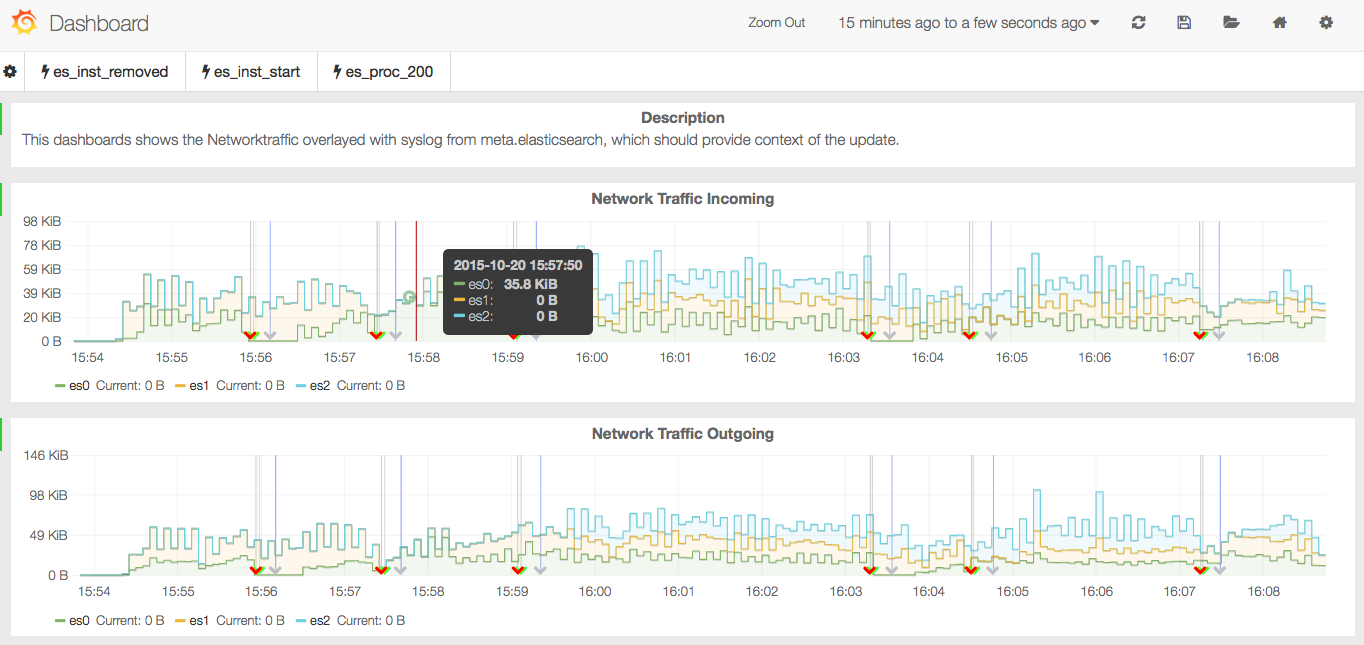 Dashboard Zoom Out 15 minutes ago to a few seconds ago
es_inst_removed es_inst_start es_proc_200
Description
This dashboards shows the Networktraffic overlayed with syslog from meta.elasticsearch, which should provide context of the update.
Network Traffic Incoming
98 KiB
78 KiB
59 KiB
39 KiB
20 KiB
0 B
2015-10-20 15:57:50
es0: 35.8 KiB
es1: 0 B
es2: 0 B
15:54 15:55 15:56 15:57 15:58 15:59 16:00 16:01 16:02 16:03 16:04 16:05 16:06 16:07 16:08
es0 Current: 0 B es1 Current: 0 B es2 Current: 0 B
Network Traffic Outgoing
146 KiB
98 KiB
49 KiB
0 B
15:54 15:55 15:56 15:57 15:58 15:59 16:00 16:01 16:02 16:03 16:04 16:05 16:06 16:07 16:08
es0 Current: 0 B es1 Current: 0 B es2 Current: 0 B